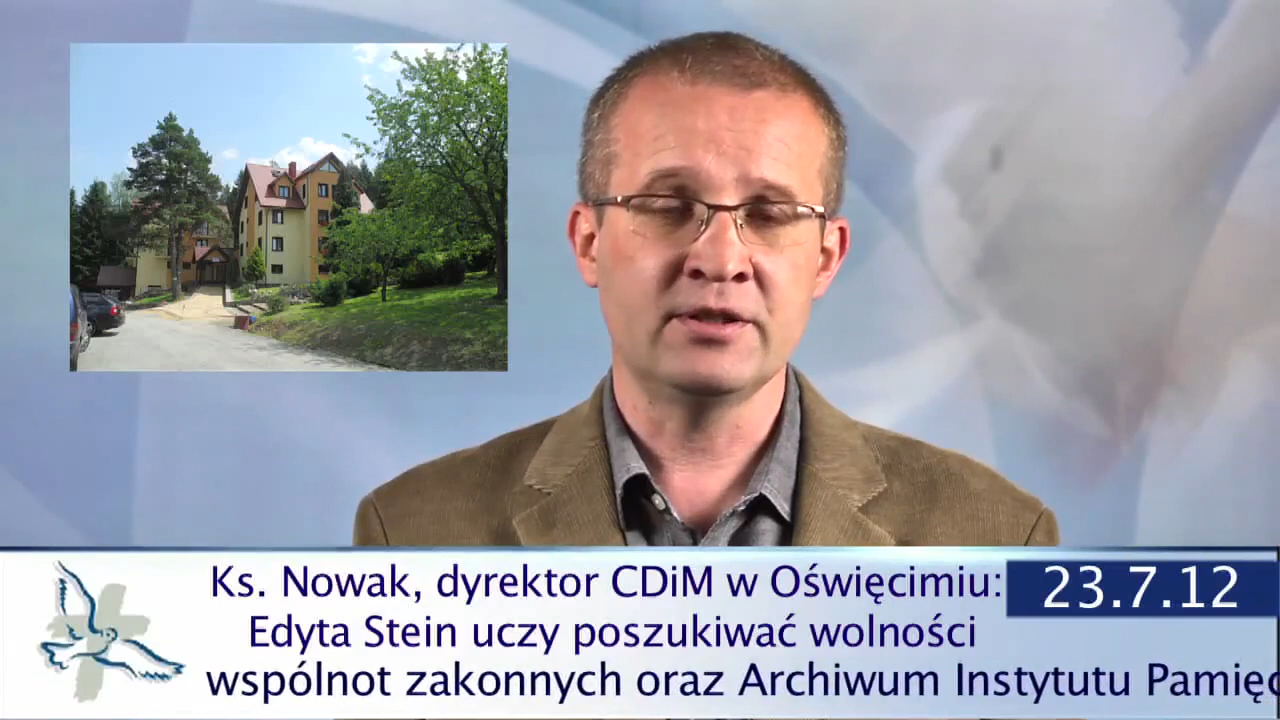 Ks. Nowak, dyrektor CDiM w Oświęcimiu:
23.7.12
Edyta Stein uczy poszukiwać wolności
wspólnot zakonnych oraz Archiwum Instytutu